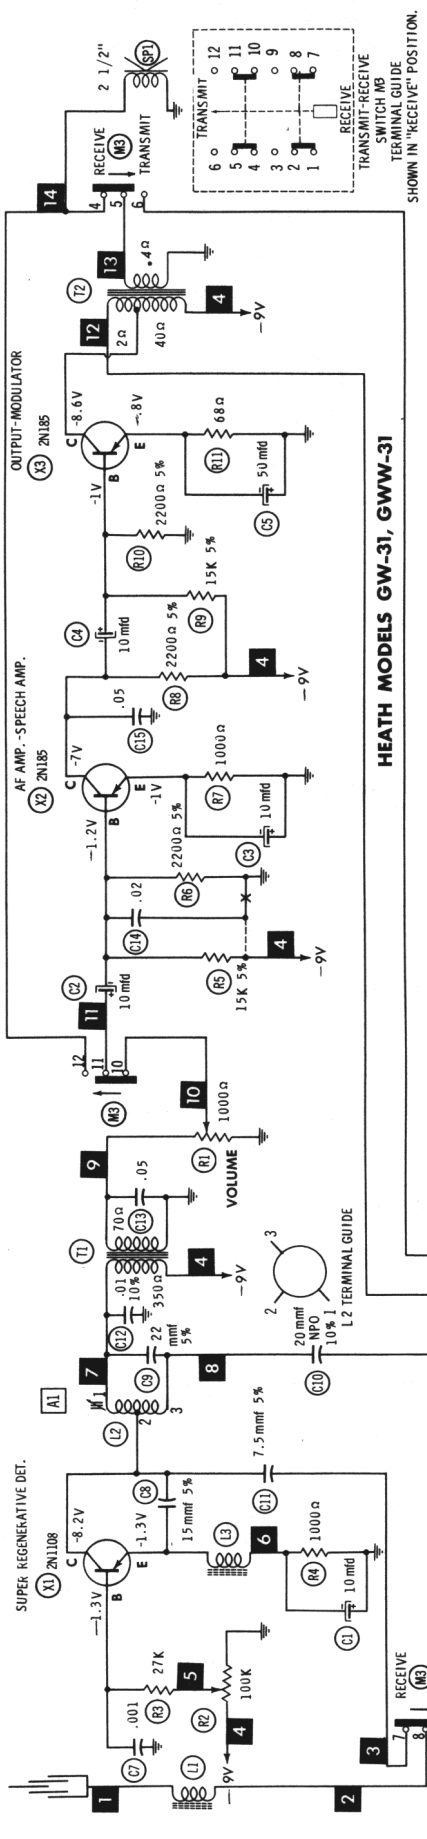 SUPER REGENERATIVE DET.
X1 2N1108
C
-8.2V
B
E
-1.3V
-1.3V
.001
C7
27K
R3
5
R2
100K
4
-9V
1
L1
2
3
RECEIVE
M3
7
8
C8
15 mmf 5%
L3
6
1000Ω
R4
C1
10 mfd
7.5mmf 5%
C11
A1
L2
1
2
3
7
.01
10%
C12
22
mmf
5%
C9
8
350Ω
T1
70Ω
C13
.05
4
-9V
20 mmf
NPO
10%
C10
2
3
1
L2 TERMINAL GUIDE
9
R1
1000Ω
VOLUME
10
M3
12
11
10
11
C2
10 mfd
C14
.02
R5
15K 5%
R6
2200Ω 5%
4
-9V
AF AMP.-SPEECH AMP.
X2 2N185
C
-7V
-1.2V
B
E
-1V
C15
.05
R7
1000Ω
C3
10 mfd
R8
2200Ω 5%
4
-9V
C4
10 mfd
R9
15K 5%
R10
2200Ω 5%
OUTPUT-MODULATOR
X3 2N185
C
-8.6V
-1V
B
E
-.8V
R11
68Ω
C5
50 mfd
12
T2
2Ω
40Ω
.4Ω
13
4
-9V
14
RECEIVE
M3
TRANSMIT
4
5
6
2 1/2"
SP1
TRANSMIT
6
5
4
3
2
1
12
11
10
9
8
7
RECEIVE
TRANSMIT-RECEIVE
SWITCH M3
TERMINAL GUIDE
SHOWN IN "RECEIVE" POSITION.
HEATH MODELS GW-31, GWW-31